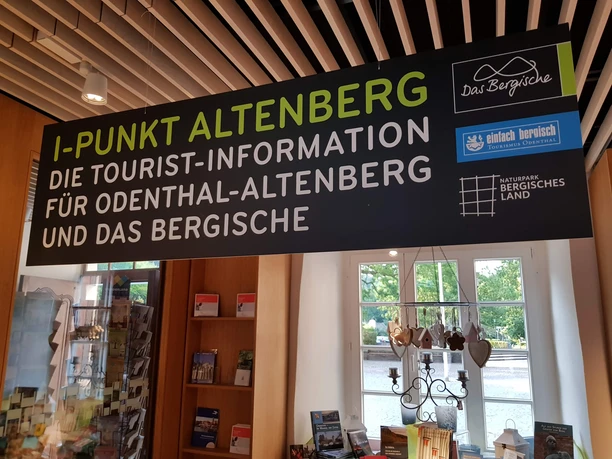 I-PUNKT ALTENBERG
DIE TOURIST-INFORMATION
FÜR ODENTHAL-ALTENBERG
UND DAS BERGISCHE
Das Bergische
einfach bergisch
TOURISMUS ODENTHAL
NATURPARK
BERGISCHES
LAND